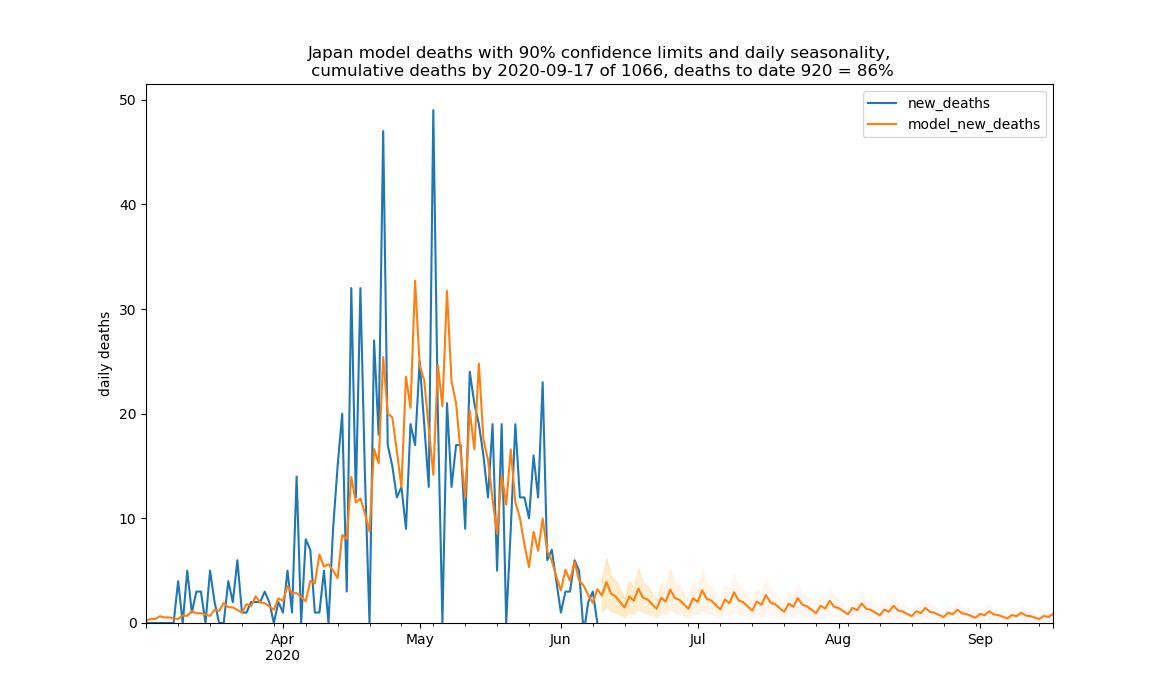 Japan model deaths with 90% confidence limits and daily seasonality,
cumulative deaths by 2020-09-17 of 1066, deaths to date 920 = 86%
new_deaths
model_new_deaths
daily deaths
50
40
30
20
10
0
Apr
2020
May
Jun
Jul
Aug
Sep